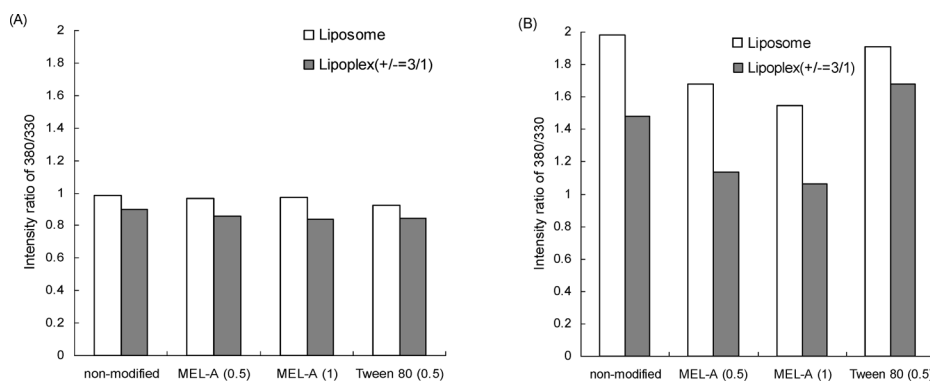 (A)
Liposome
Lipoplex(+/-=3/1)
Intensity ratio of 380/330
2
1.8
1.6
1.4
1.2
1
0.8
0.6
0.4
0.2
0
non-modified MEL-A (0.5) MEL-A (1) Tween 80 (0.5)
(B)
Liposome
Lipoplex(+/-=3/1)
Intensity ratio of 380/330
2
1.8
1.6
1.4
1.2
1
0.8
0.6
0.4
0.2
0
non-modified MEL-A (0.5) MEL-A (1) Tween 80 (0.5)